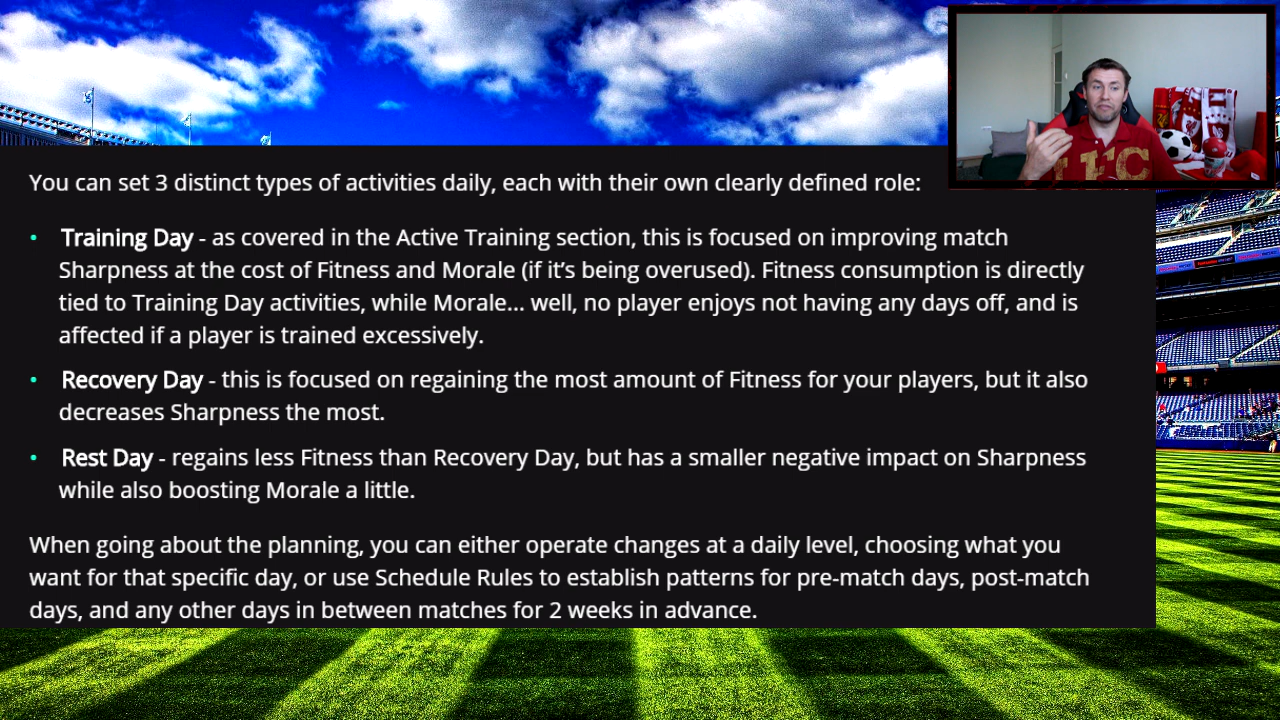 You can set 3 distinct types of activities daily, each with their own clearly defined role:
• Training Day - as covered in the Active Training section, this is focused on improving match
Sharpness at the cost of Fitness and Morale (if it’s being overused). Fitness consumption is directly
tied to Training Day activities, while Morale... well, no player enjoys not having any days off, and is
affected if a player is trained excessively.
• Recovery Day - this is focused on regaining the most amount of Fitness for your players, but it also
decreases Sharpness the most.
• Rest Day - regains less Fitness than Recovery Day, but has a smaller negative impact on Sharpness
while also boosting Morale a little.
When going about the planning, you can either operate changes at a daily level, choosing what you
want for that specific day, or use Schedule Rules to establish patterns for pre-match days, post-match
days, and any other days in between matches for 2 weeks in advance.